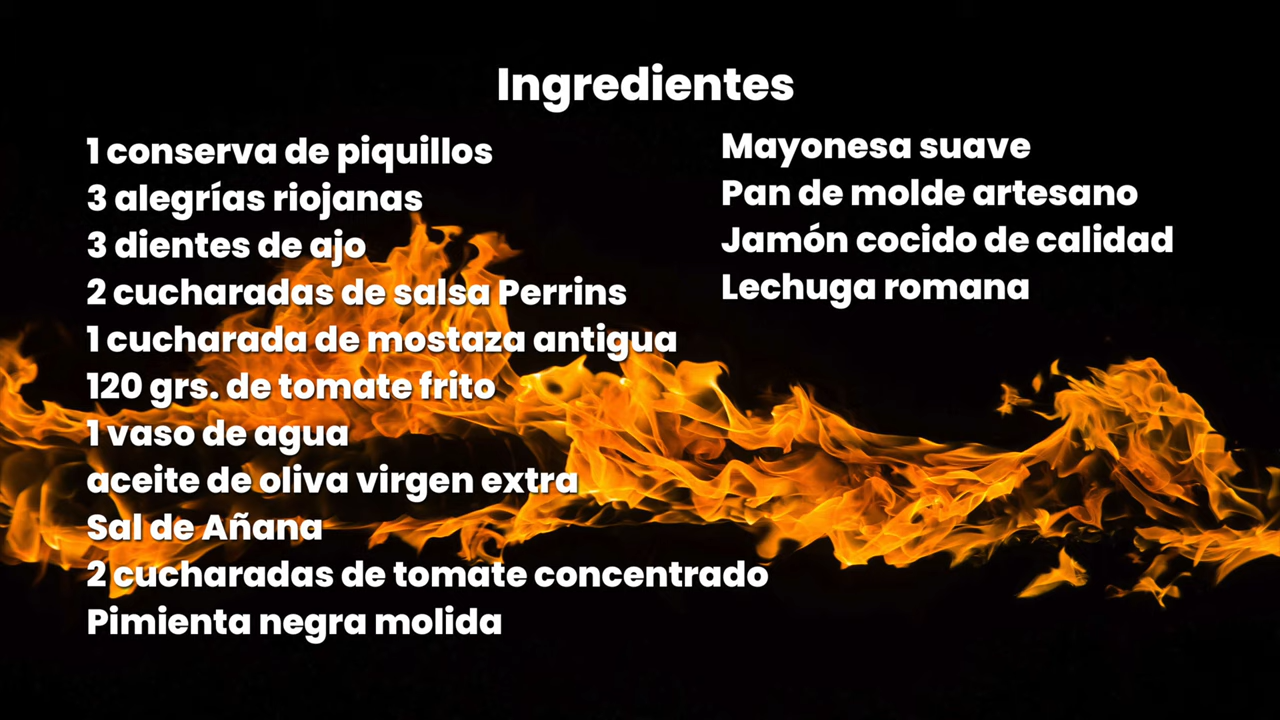 Ingredientes
1 conserva de piquillos
3 alegrías riojanas
3 dientes de ajo
2 cucharadas de salsa Perrins
1 cucharada de mostaza antigua
120 grs. de tomate frito
1 vaso de agua
aceite de oliva virgen extra
Sal de Añana
2 cucharadas de tomate concentrado
Pimienta negra molida
Mayonesa suave
Pan de molde artesano
Jamón cocido de calidad
Lechuga romana